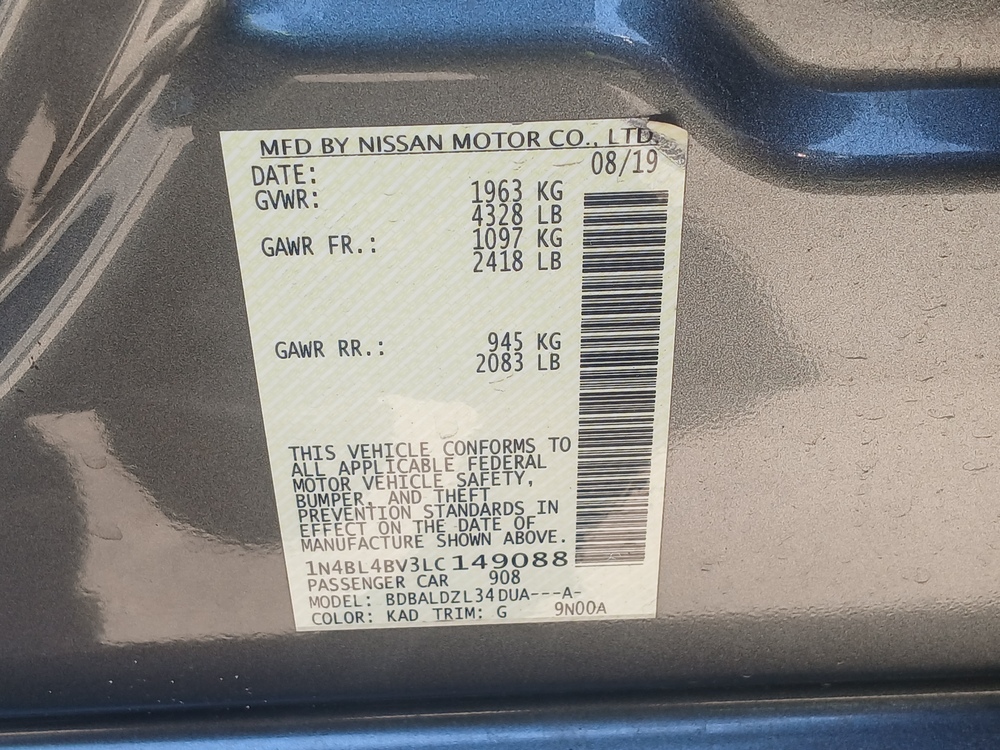 MFD BY NISSAN MOTOR CO., LTD.
DATE: 08/19
GVWR: 1963 KG
4328 LB
GAWR FR.: 1097 KG
2418 LB
GAWR RR.: 945 KG
2083 LB
THIS VEHICLE CONFORMS TO
ALL APPLICABLE FEDERAL
MOTOR VEHICLE SAFETY,
BUMPER, AND THEFT
PREVENTION STANDARDS IN
EFFECT ON THE DATE OF
MANUFACTURE SHOWN ABOVE.
1N4BL4BV3LC149088
PASSENGER CAR 908
MODEL: BDBALDZL34DUA---A-
COLOR: KAD TRIM: G 9N00A